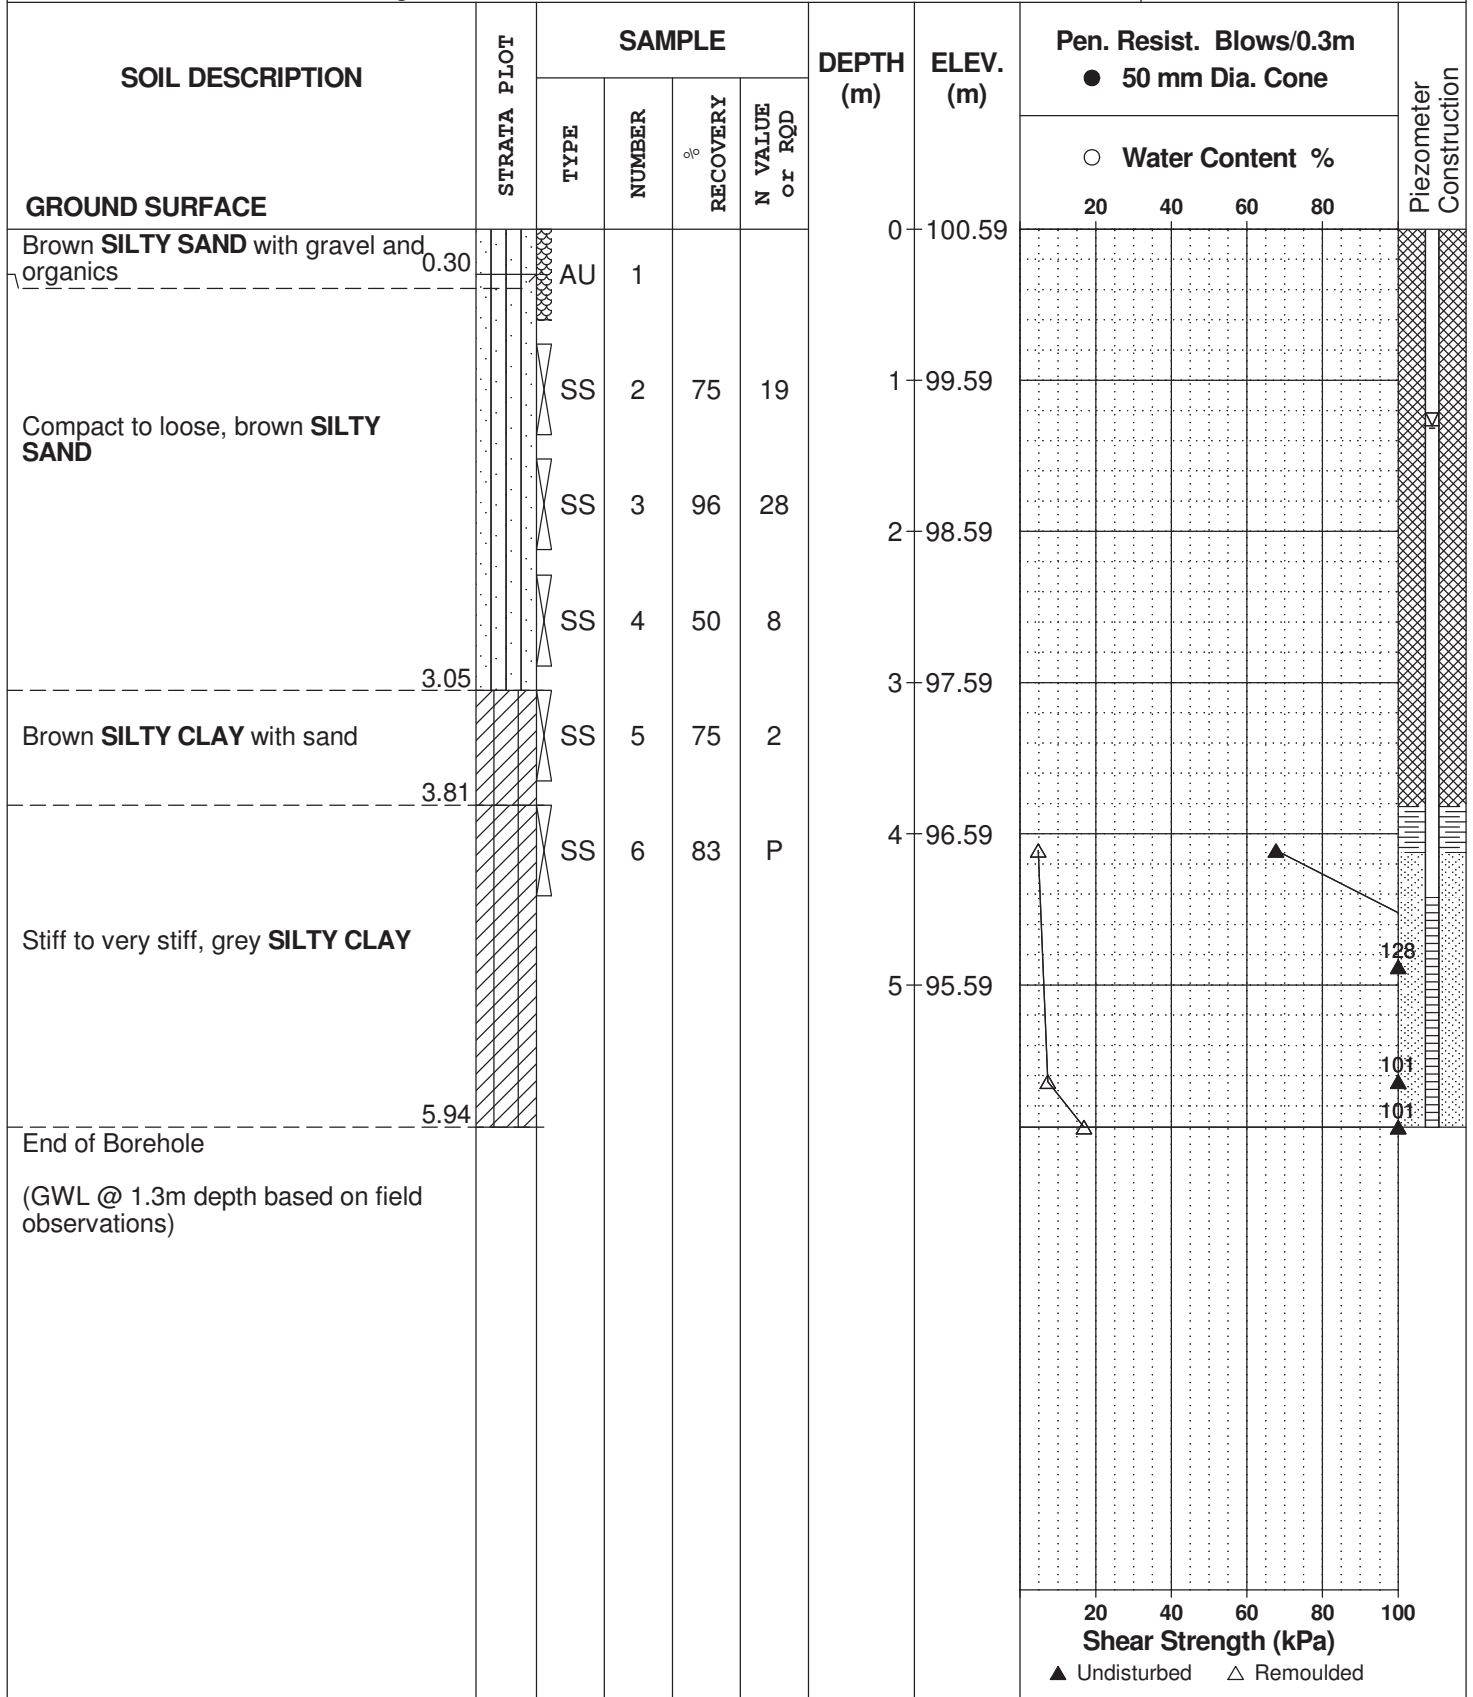 SOIL DESCRIPTION
GROUND SURFACE
STRATA PLOT
SAMPLE
TYPE
NUMBER
%
RECOVERY
N VALUE
or RQD
DEPTH
(m)
ELEV.
(m)
Pen. Resist. Blows/0.3m
● 50 mm Dia. Cone
○ Water Content %
20 40 60 80
Piezometer
Construction
0 100.59
Brown SILTY SAND with gravel and
organics
0.30
AU 1
SS 2 75 19
1 99.59
Compact to loose, brown SILTY
SAND
SS 3 96 28
2 98.59
SS 4 50 8
3.05
3 97.59
Brown SILTY CLAY with sand
SS 5 75 2
3.81
4 96.59
SS 6 83 P
Stiff to very stiff, grey SILTY CLAY
128
5 95.59
101
101
5.94
End of Borehole
(GWL @ 1.3m depth based on field
observations)
20 40 60 80 100
Shear Strength (kPa)
▲ Undisturbed △ Remoulded